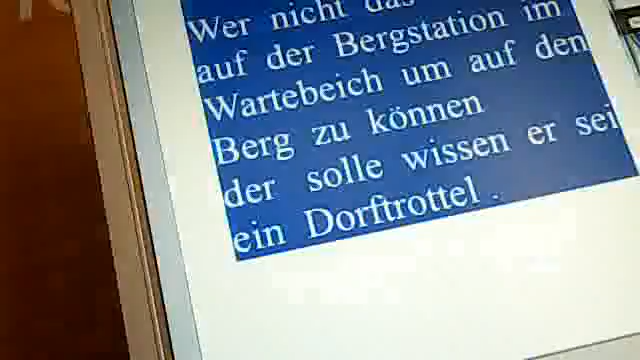 Wer nicht das
auf der Bergstation im
Wartebeich um auf den
Berg zu können
der solle wissen er sei
ein Dorftrottel .